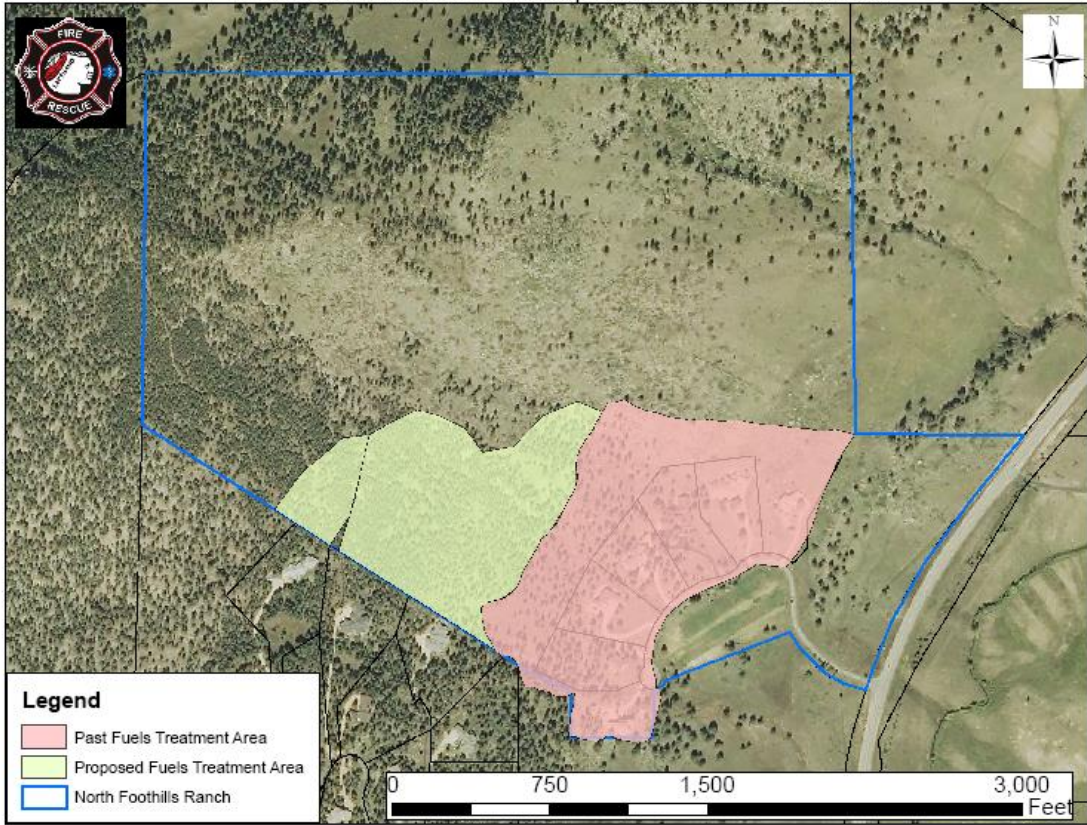 FIRE
RESCUE
N
Legend
Past Fuels Treatment Area
Proposed Fuels Treatment Area
North Foothills Ranch
0 750 1,500 3,000
Feet